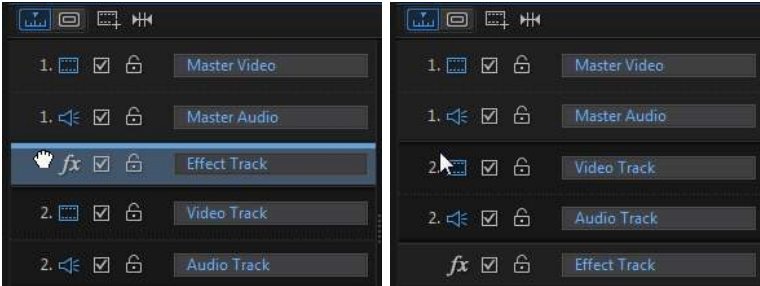 1. Master Video
1. Master Audio
fx Effect Track
2. Video Track
2. Audio Track
1. Master Video
1. Master Audio
2. Video Track
2. Audio Track
fx Effect Track